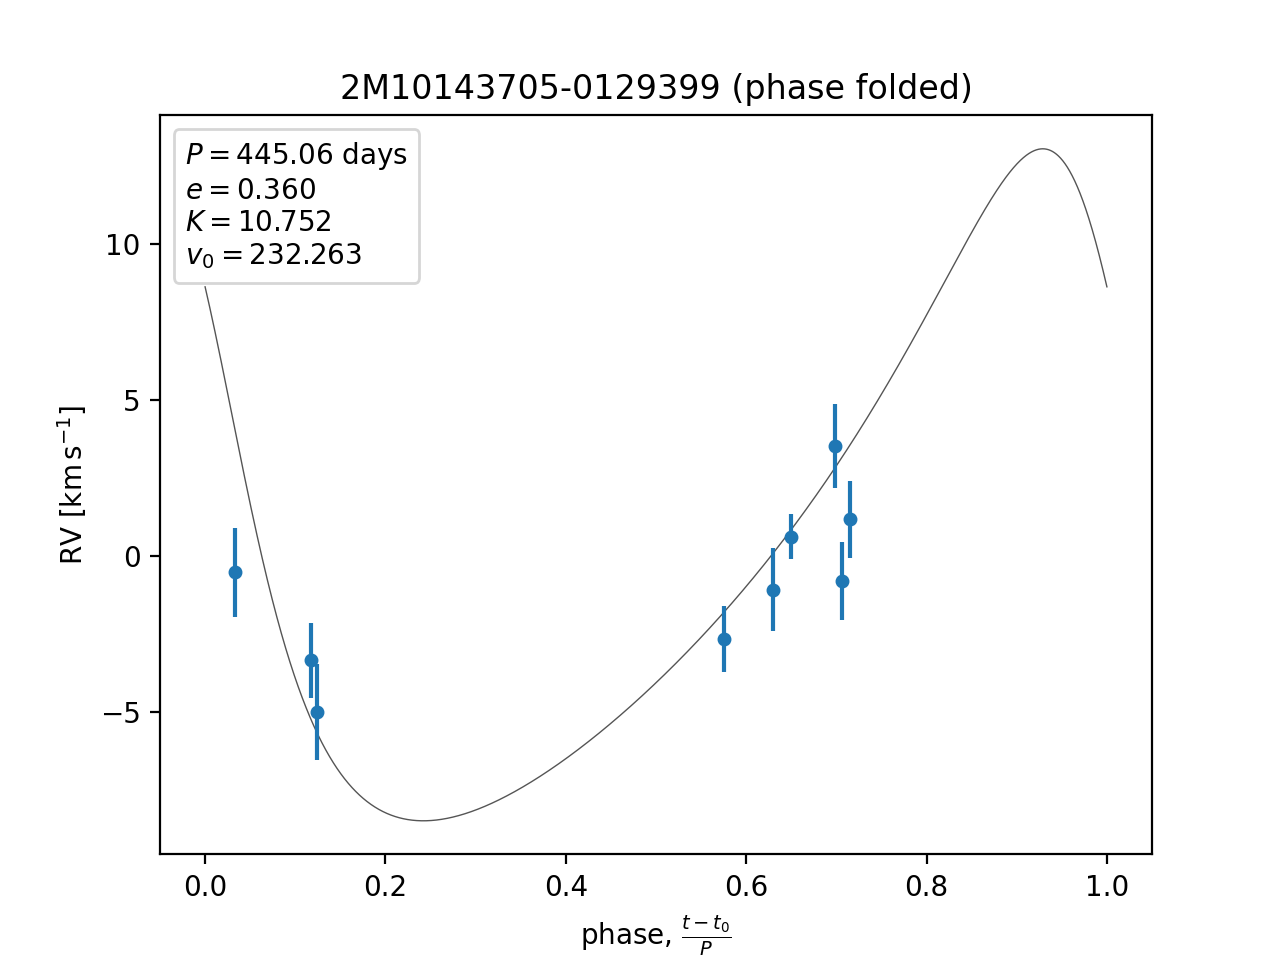 2M10143705-0129399 (phase folded)
P = 445.06 days
e = 0.360
K = 10.752
v₀ = 232.263
10
5
0
−5
RV [km s⁻¹]
0.0 0.2 0.4 0.6 0.8 1.0
phase, (t − t₀)/P